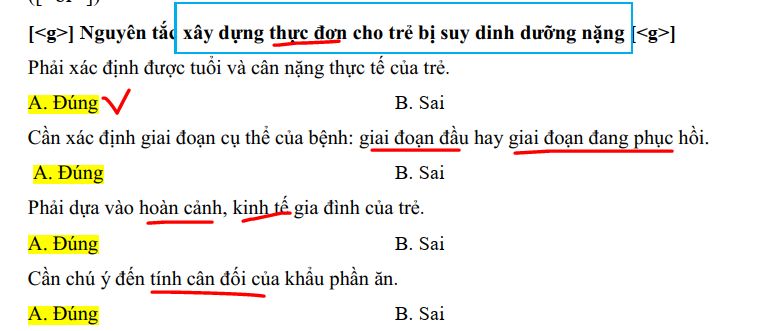 [<g>] Nguyên tắc xây dựng thực đơn cho trẻ bị suy dinh dưỡng nặng [<g>]
Phải xác định được tuổi và cân nặng thực tế của trẻ.
A. Đúng B. Sai
Cần xác định giai đoạn cụ thể của bệnh: giai đoạn đầu hay giai đoạn đang phục hồi.
A. Đúng B. Sai
Phải dựa vào hoàn cảnh, kinh tế gia đình của trẻ.
A. Đúng B. Sai
Cần chú ý đến tính cân đối của khẩu phần ăn.
A. Đúng B. Sai